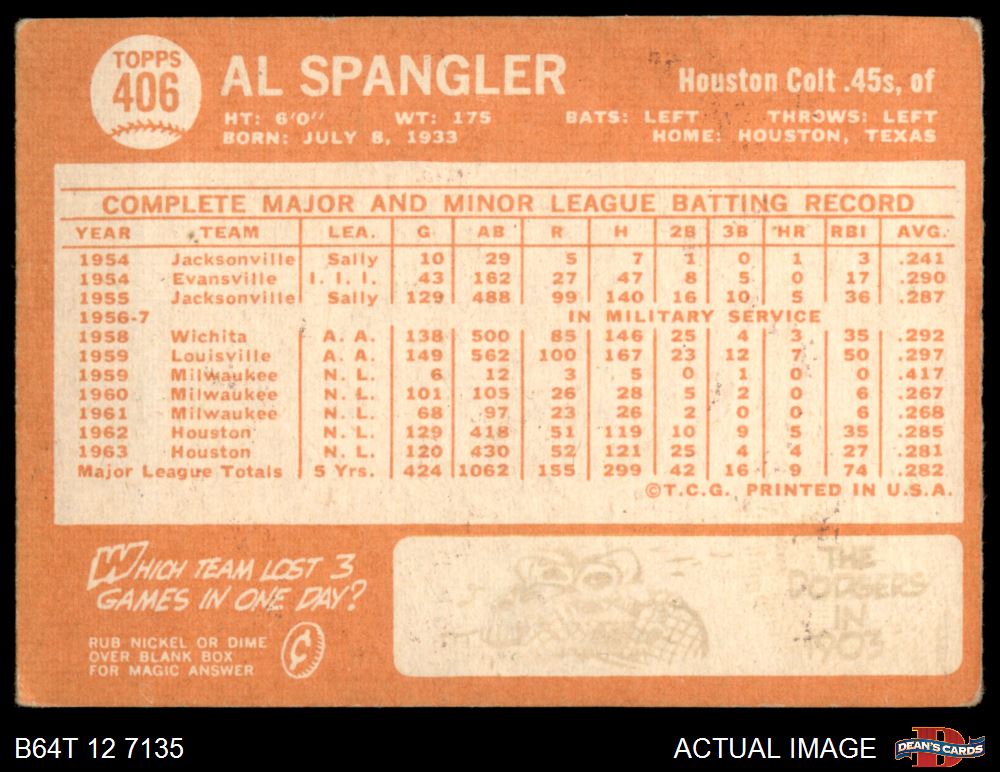 TOPPS
406
AL SPANGLER
Houston Colt .45s, of
HT: 6'0" WT: 175 BATS: LEFT THROWS: LEFT
BORN: JULY 8, 1933 HOME: HOUSTON, TEXAS
COMPLETE MAJOR AND MINOR LEAGUE BATTING RECORD
YEAR TEAM LEA. G AB R H 2B 3B HR RBI AVG.
1954 Jacksonville Sally 10 29 5 7 1 0 1 3 .241
1954 Evansville I. I. I. 43 162 27 47 8 5 0 17 .290
1955 Jacksonville Sally 129 488 99 140 16 10 5 36 .287
1956-7 IN MILITARY SERVICE
1958 Wichita A. A. 138 500 85 146 25 4 3 35 .292
1959 Louisville A. A. 149 562 100 167 23 12 7 50 .297
1959 Milwaukee N. L. 6 12 3 5 0 1 0 0 .417
1960 Milwaukee N. L. 101 105 26 28 5 2 0 6 .267
1961 Milwaukee N. L. 68 97 23 26 2 0 0 6 .268
1962 Houston N. L. 129 418 51 119 10 9 5 35 .285
1963 Houston N. L. 120 430 52 121 25 4 4 27 .281
Major League Totals 5 Yrs. 424 1062 155 299 42 16 9 74 .282
©T.C.G. PRINTED IN U.S.A.
WHICH TEAM LOST 3
GAMES IN ONE DAY?
RUB NICKEL OR DIME
OVER BLANK BOX
FOR MAGIC ANSWER
¢
THE
DODGERS
IN
1903
B64T 12 7135
ACTUAL IMAGE
D
DEAN'S CARDS